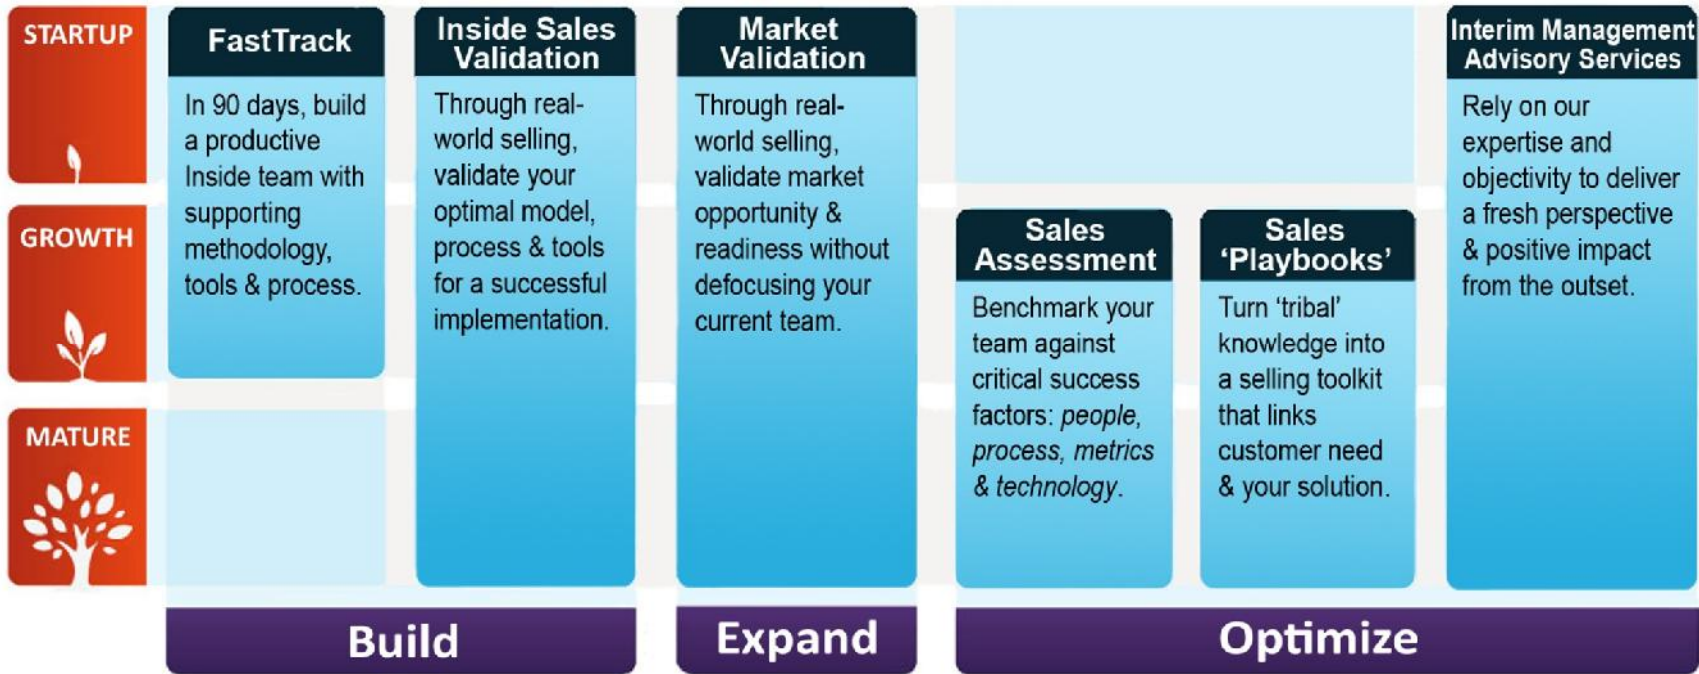 STARTUP
GROWTH
MATURE
FastTrack
In 90 days, build
a productive
Inside team with
supporting
methodology,
tools & process.
Inside Sales
Validation
Through real-
world selling,
validate your
optimal model,
process & tools
for a successful
implementation.
Market
Validation
Through real-
world selling,
validate market
opportunity &
readiness without
defocusing your
current team.
Sales
Assessment
Benchmark your
team against
critical success
factors: people,
process, metrics
& technology.
Sales
‘Playbooks’
Turn ‘tribal’
knowledge into
a selling toolkit
that links
customer need
& your solution.
Interim Management
Advisory Services
Rely on our
expertise and
objectivity to deliver
a fresh perspective
& positive impact
from the outset.
Build
Expand
Optimize